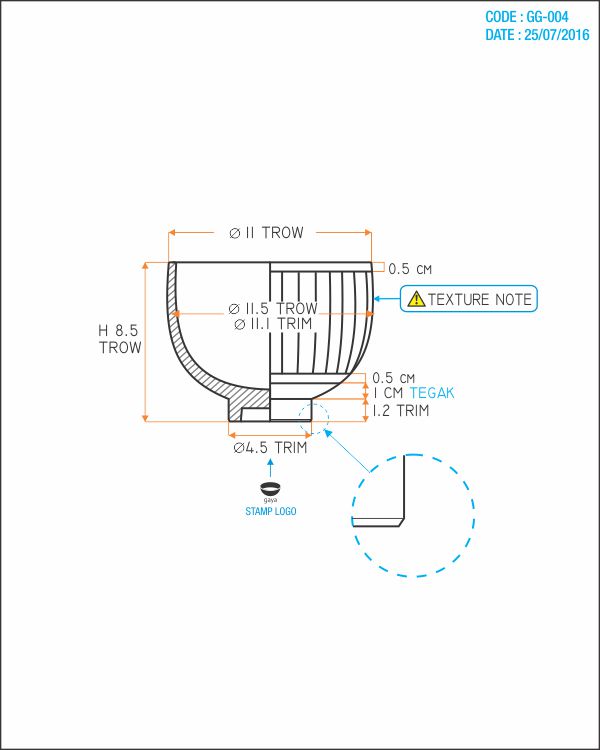 CODE : GG-004
DATE : 25/07/2016
Ø 11 TROW
0.5 CM
TEXTURE NOTE
Ø 11.5 TROW
Ø 11.1 TRIM
H 8.5
TROW
0.5 CM
1 CM TEGAK
1.2 TRIM
Ø4.5 TRIM
gaya
STAMP LOGO